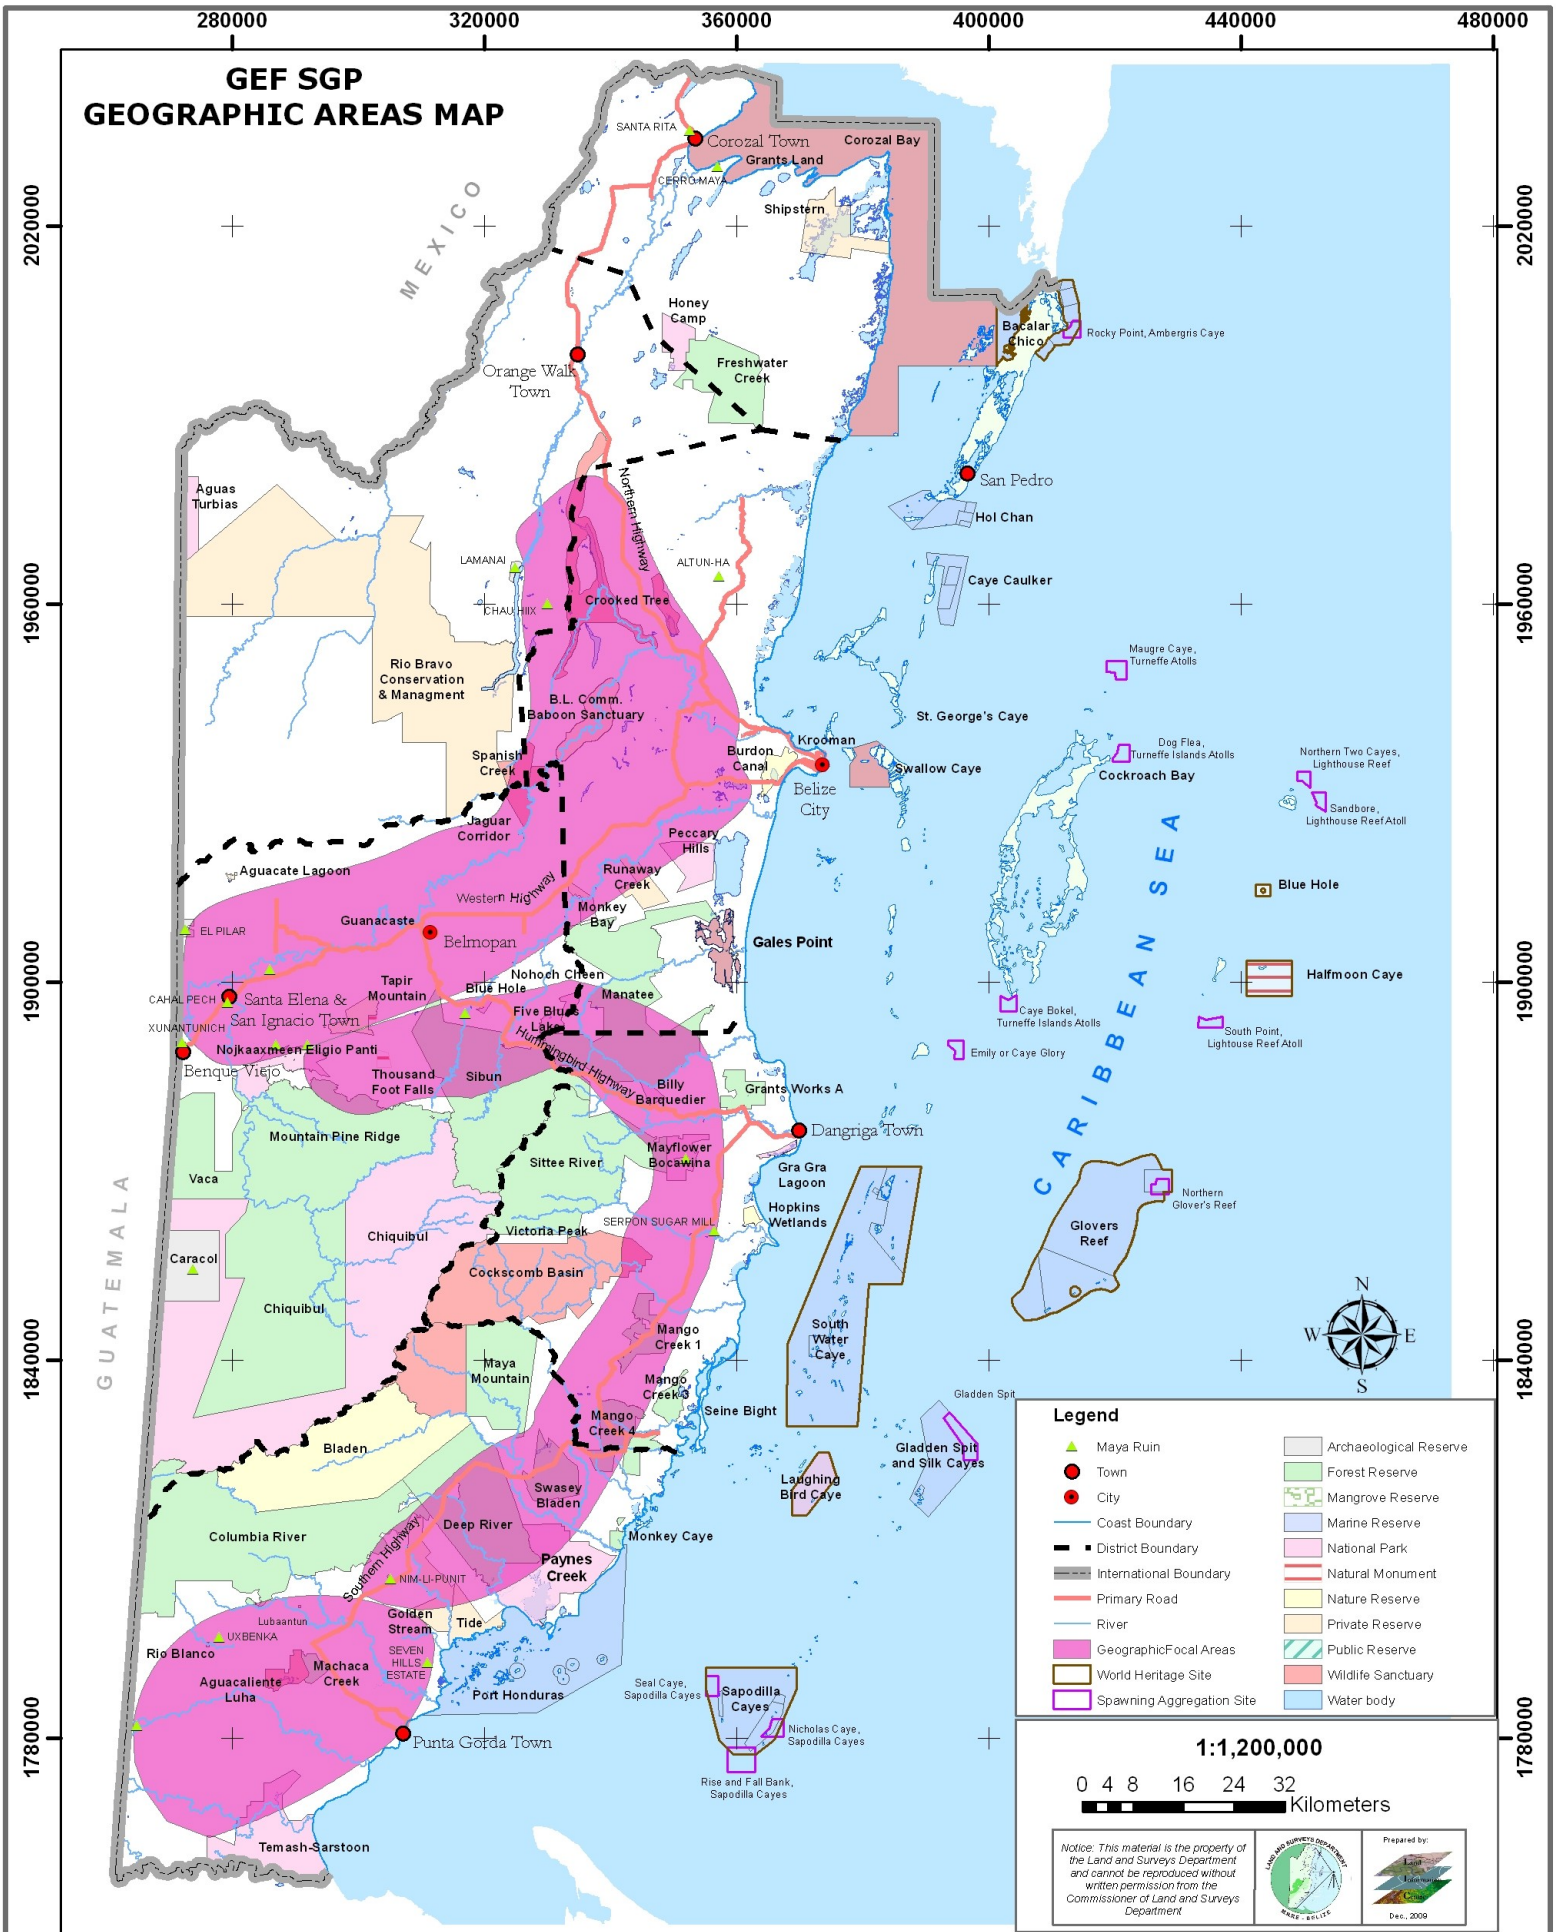 280000
320000
360000
400000
440000
480000
GEF SGP
GEOGRAPHIC AREAS MAP
2020000
2020000
1960000
1960000
1900000
1900000
1840000
1840000
1780000
1780000
MEXICO
GUATEMALA
CARIBBEAN SEA
SANTA RITA
Corozal Town
Corozal Bay
Grants Land
CERRO MAYA
Shipstern
Honey
Camp
Bacalar
Chico
Rocky Point, Ambergris Caye
Orange Walk
Town
Freshwater
Creek
San Pedro
Aguas
Turbias
Northern Highway
Hol Chan
LAMANAI
ALTUN-HA
Caye Caulker
CHAU HIIX
Crooked Tree
Rio Bravo
Conservation
& Managment
Maugre Caye,
Turneffe Atolls
B.L. Comm.
Baboon Sanctuary
St. George's Caye
Spanish
Creek
Burdon
Canal
Krooman
Swallow Caye
Dog Flea,
Turneffe Islands Atolls
Cockroach Bay
Northern Two Cayes,
Lighthouse Reef
Belize
City
Sandbore,
Lighthouse Reef Atoll
Jaguar
Corridor
Peccary
Hills
Aguacate Lagoon
Runaway
Creek
Blue Hole
Western Highway
Guanacaste
Monkey
Bay
EL PILAR
Belmopan
Gales Point
Nohoch Cheen
Halfmoon Caye
Tapir
Mountain
Blue Hole
Manatee
CAHAL PECH
Santa Elena &
San Ignacio Town
Five Blues
Lake
Caye Bokel,
Turneffe Islands Atolls
XUNANTUNICH
South Point,
Lightouse Reef Atoll
Nojkaaxmeen Eligio Panti
Hummingbird Highway
Emily or Caye Glory
Benque Viejo
Thousand
Foot Falls
Sibun
Billy
Barquedier
Grants Works A
Mountain Pine Ridge
Dangriga Town
Mayflower
Bocawina
Vaca
Sittee River
Gra Gra
Lagoon
Northern
Glover's Reef
Hopkins
Wetlands
SERPON SUGAR MILL
Chiquibul
Victoria Peak
Glovers
Reef
Caracol
Cockscomb Basin
Chiquibul
South
Water
Caye
Mango
Creek 1
Maya
Mountain
Mango
Creek 3
Gladden Spit
Seine Bight
Mango
Creek 4
Bladen
Gladden Spit
and Silk Cayes
Laughing
Bird Caye
Swasey
Bladen
Deep River
Columbia River
Monkey Caye
Southern Highway
Paynes
Creek
NIM-LI-PUNIT
Golden
Stream
Tide
Lubaantun
UXBENKA
Rio Blanco
SEVEN
HILLS
ESTATE
Machaca
Creek
Aguacaliente
Luha
Port Honduras
Seal Caye,
Sapodilla Cayes
Sapodilla
Cayes
Nicholas Caye,
Sapodilla Cayes
Punta Gorda Town
Rise and Fall Bank,
Sapodilla Cayes
Temash-Sarstoon
N
W
E
S
Legend
Maya Ruin
Town
City
Coast Boundary
District Boundary
International Boundary
Primary Road
River
GeographicFocal Areas
World Heritage Site
Spawning Aggregation Site
Archaeological Reserve
Forest Reserve
Mangrove Reserve
Marine Reserve
National Park
Natural Monument
Nature Reserve
Private Reserve
Public Reserve
Wildlife Sanctuary
Water body
1:1,200,000
0 4 8 16 24 32
Kilometers
Notice: This material is the property of
the Land and Surveys Department
and cannot be reproduced without
written permission from the
Commissioner of Land and Surveys
Department
LAND AND SURVEYS DEPARTMENT
Prepared by:
Land
Information
Dec., 2009